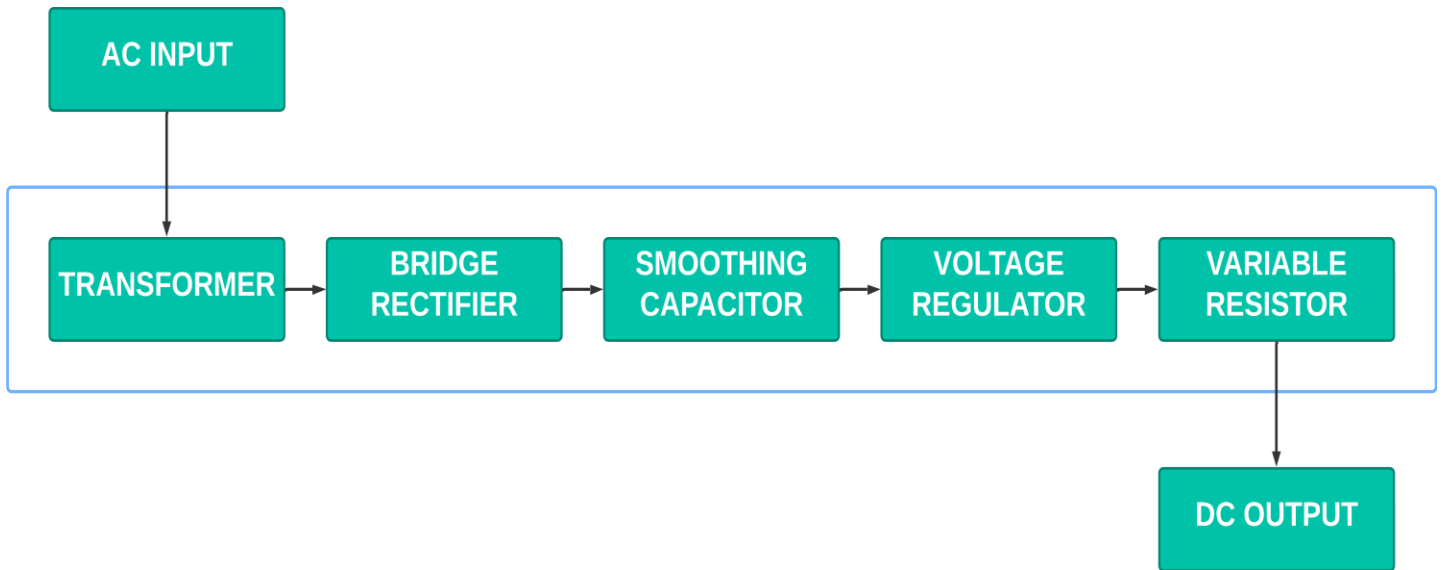 AC INPUT
TRANSFORMER
BRIDGE
RECTIFIER
SMOOTHING
CAPACITOR
VOLTAGE
REGULATOR
VARIABLE
RESISTOR
DC OUTPUT